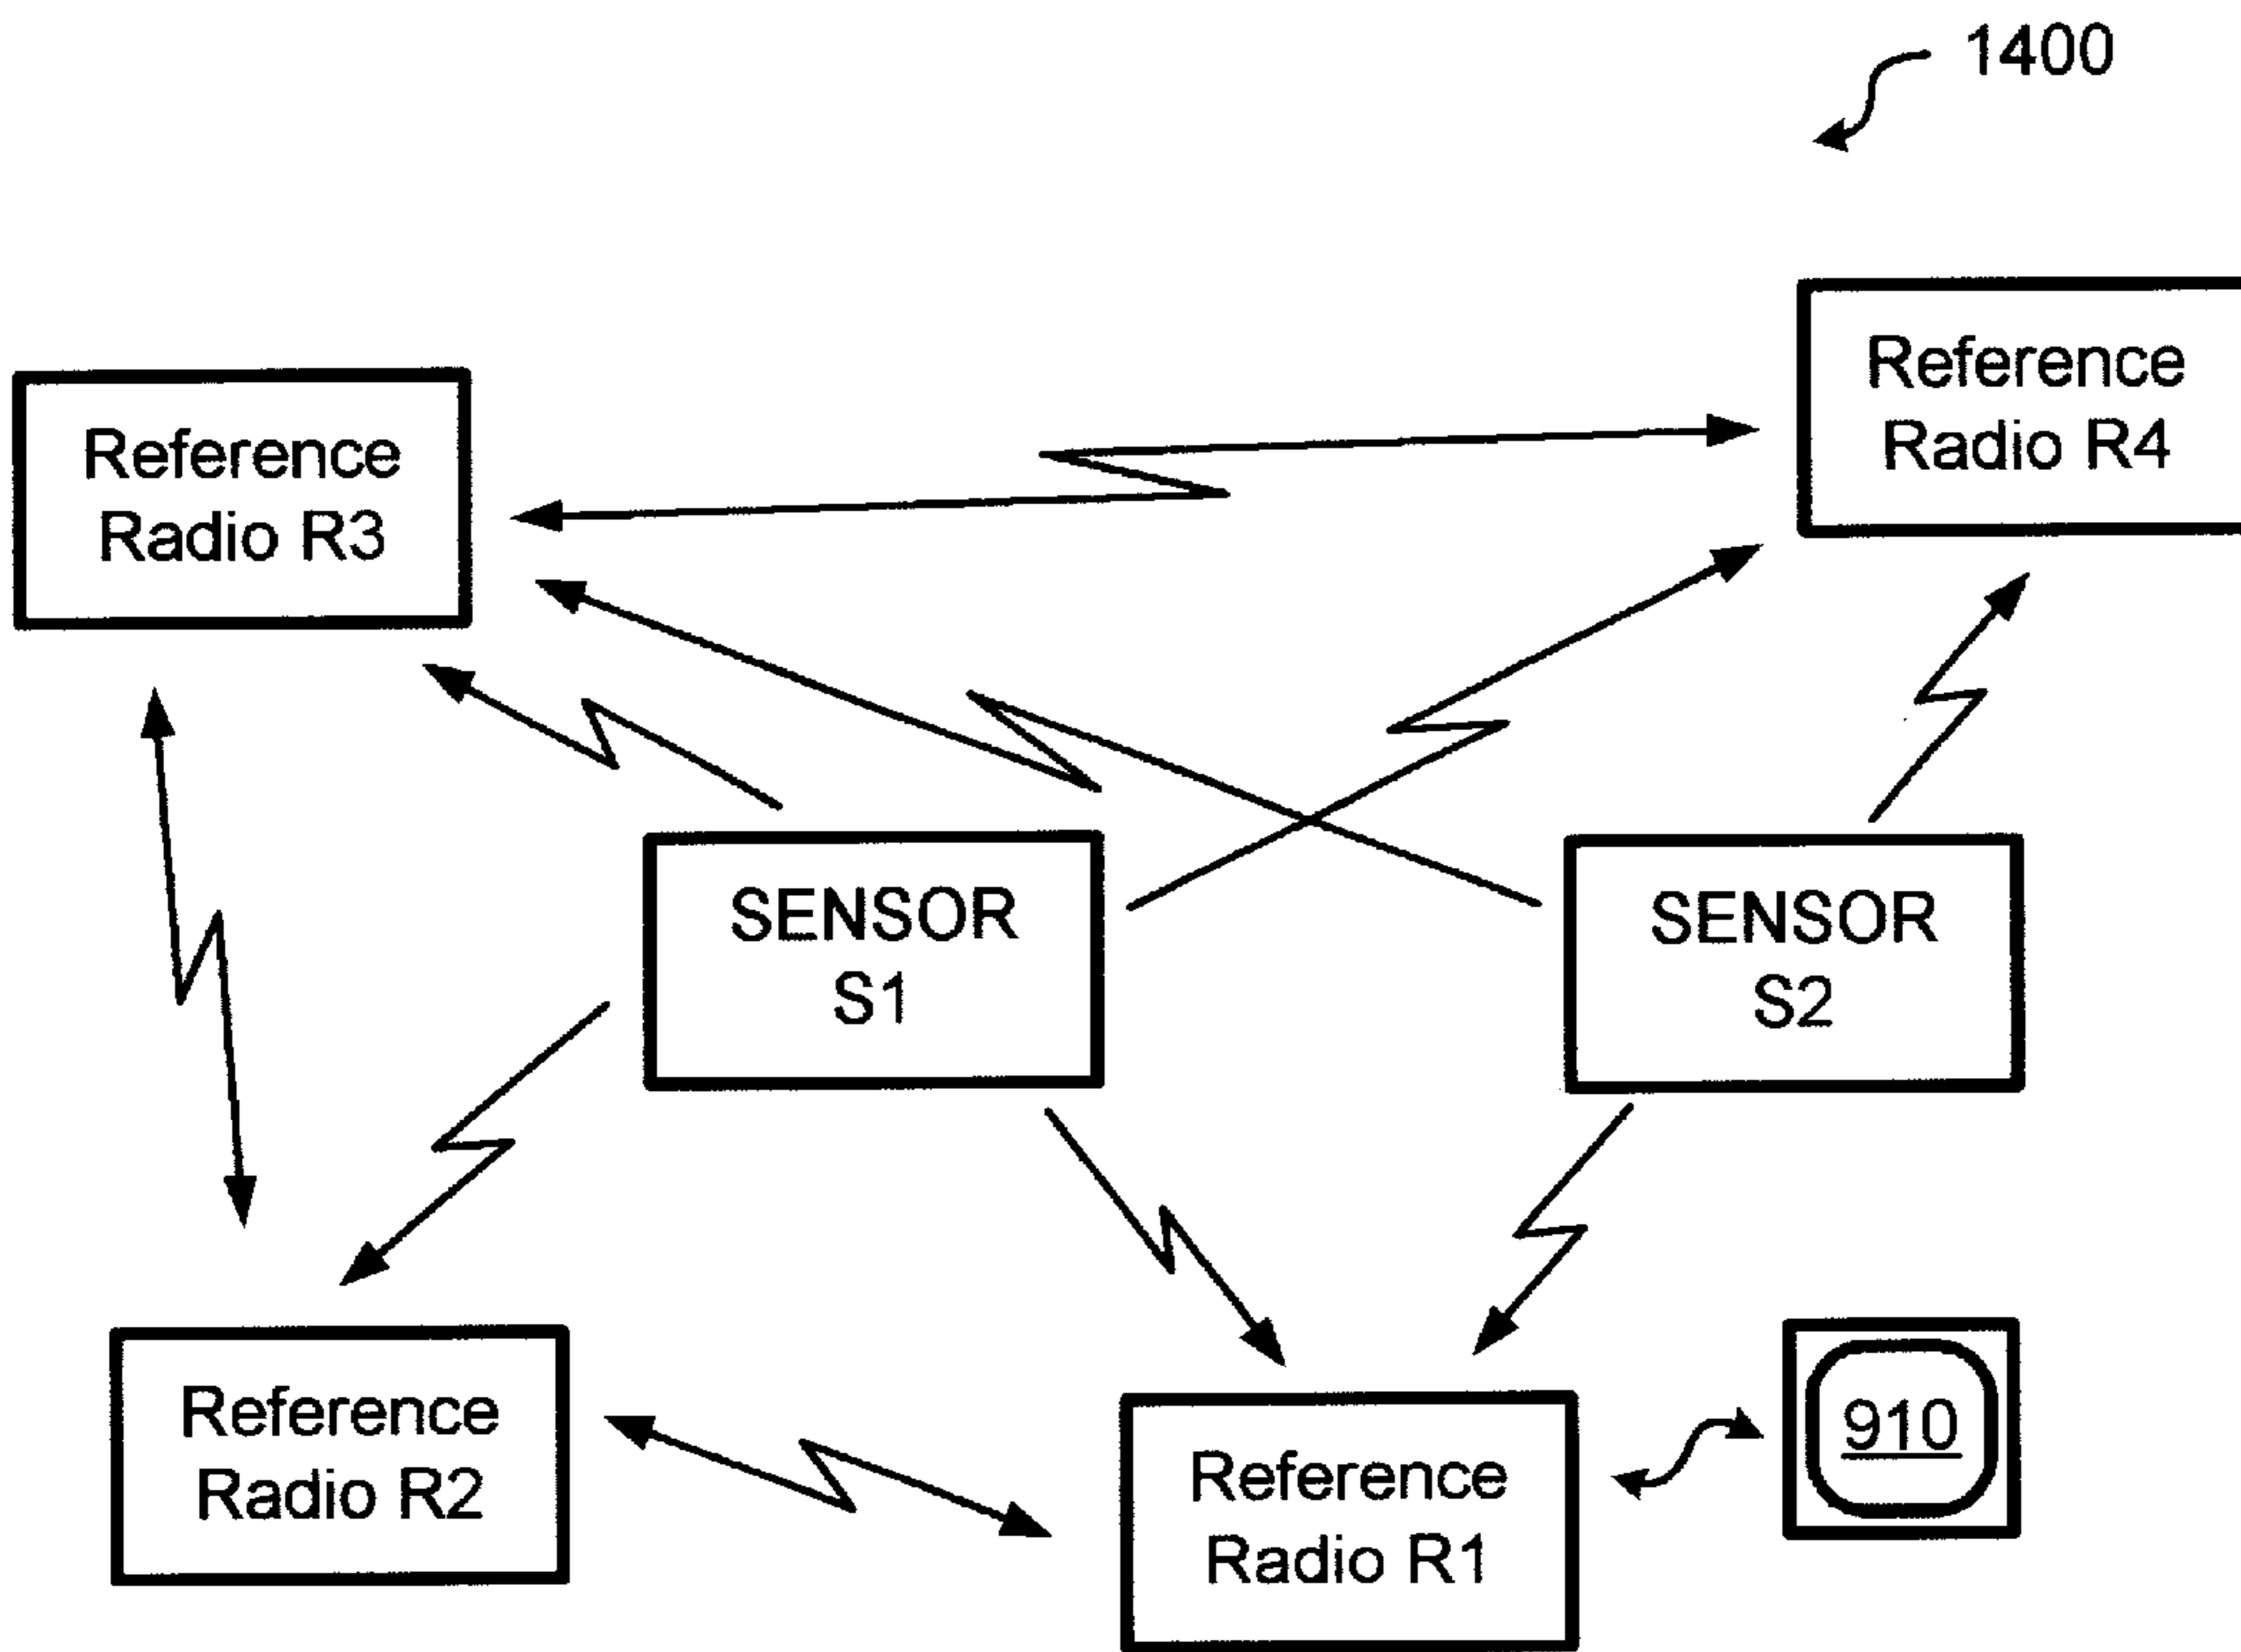 1400
Reference
Radio R4
Reference
Radio R3
SENSOR
S1
SENSOR
S2
Reference
Radio R2
Reference
Radio R1
910